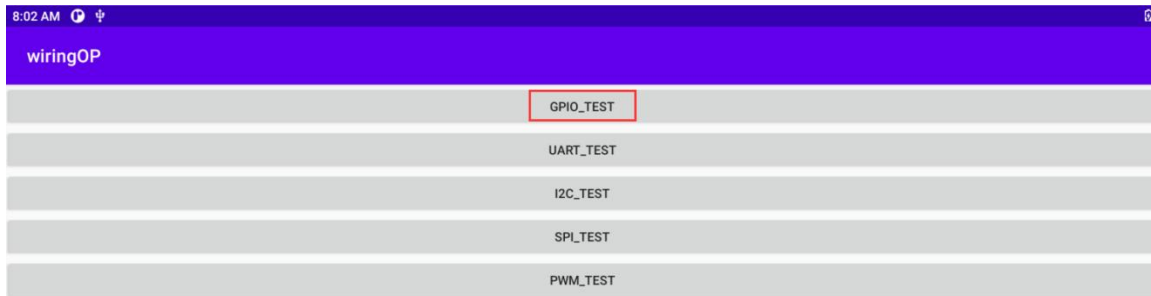 8:02 AM
wiringOP
GPIO_TEST
UART_TEST
I2C_TEST
SPI_TEST
PWM_TEST